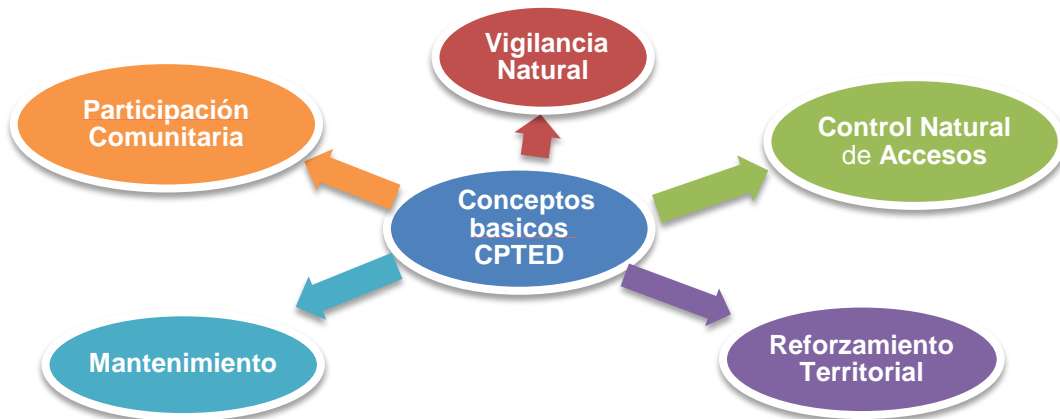 Vigilancia
Natural
Participación
Comunitaria
Control Natural
de Accesos
Conceptos
basicos
CPTED
Mantenimiento
Reforzamiento
Territorial